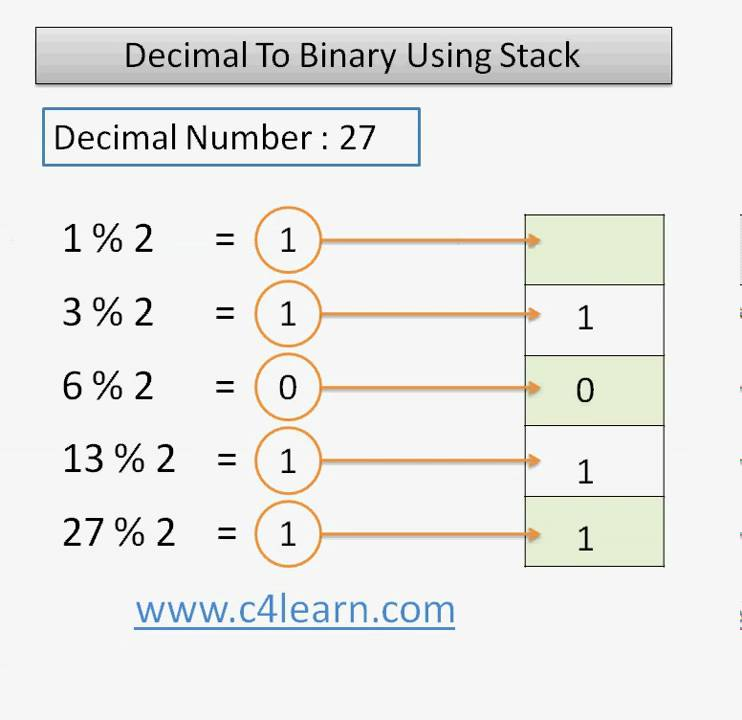 Decimal To Binary Using Stack
Decimal Number : 27
1 % 2 = 1
3 % 2 = 1 1
6 % 2 = 0 0
13 % 2 = 1 1
27 % 2 = 1 1
www.c4learn.com